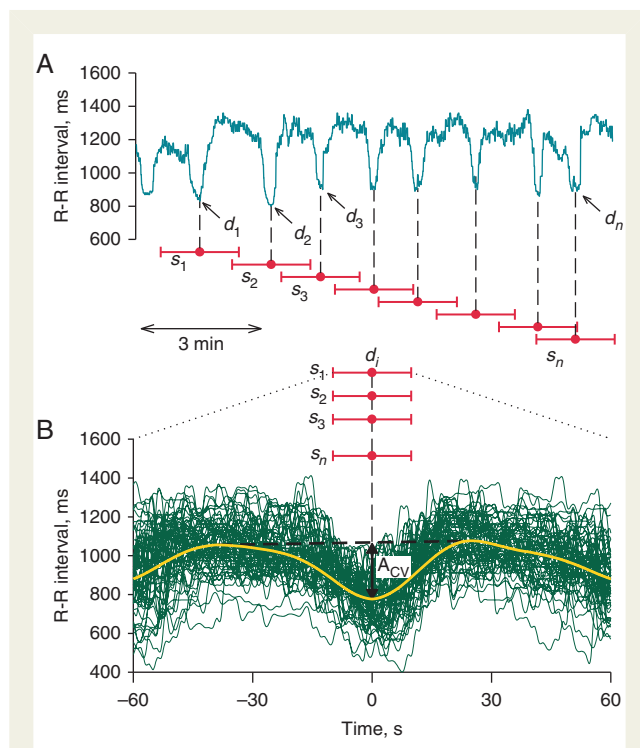 A
R-R interval, ms
1600
1400
1200
1000
800
600
d1 d2 d3 dn
s1 s2 s3 sn
3 min
di
s1
s2
s3
sn
B
R-R interval, ms
1600
1400
1200
1000
800
600
400
ACV
–60 –30 0 30 60
Time, s